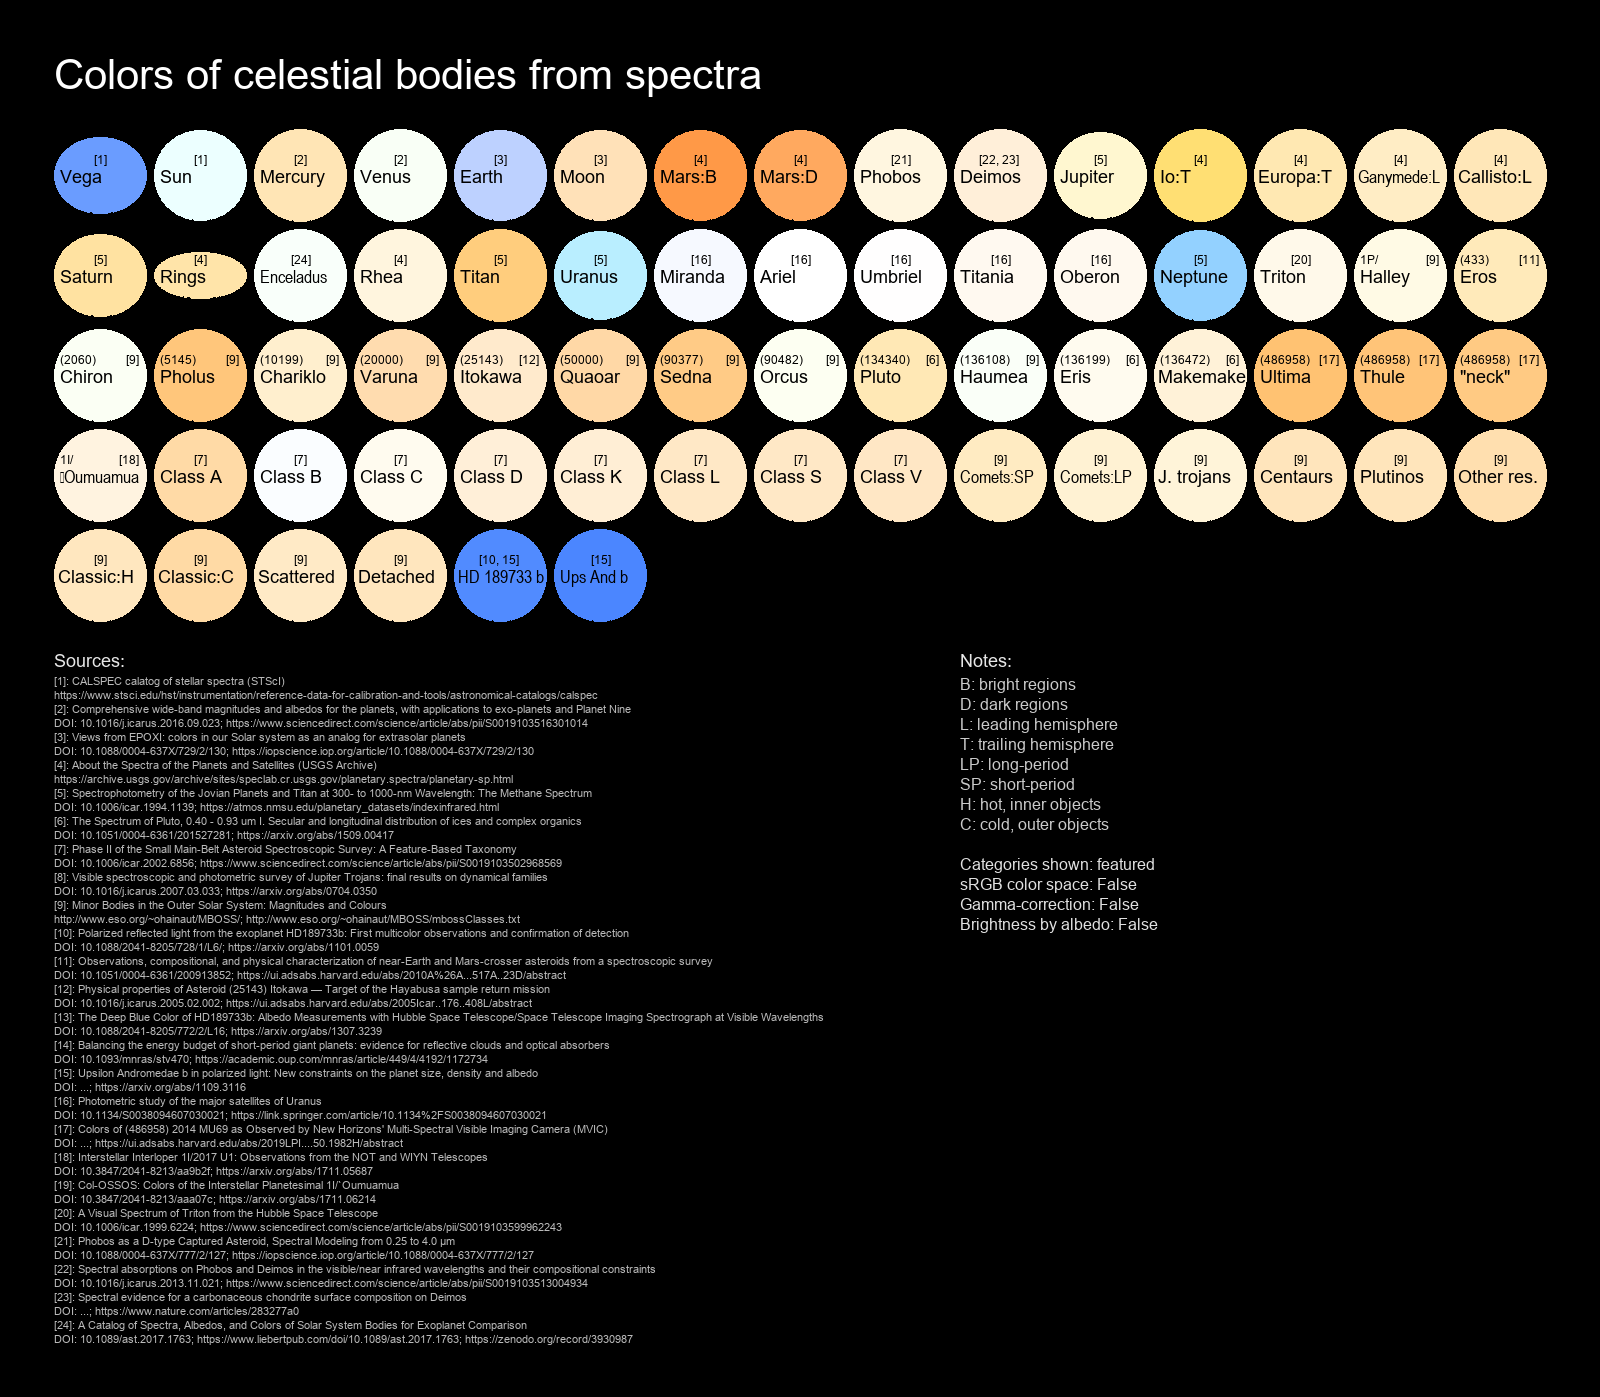 Colors of celestial bodies from spectra
[1] [1] [2] [2] [3] [3] [4] [4] [21] [22, 23] [5] [4] [4] [4] [4]
Vega Sun Mercury Venus Earth Moon Mars:B Mars:D Phobos Deimos Jupiter Io:T Europa:T Ganymede:L Callisto:L
[5] [4] [24] [4] [5] [5] [16] [16] [16] [16] [16] [5] [20] 1P/ [9] (433) [11]
Saturn Rings Enceladus Rhea Titan Uranus Miranda Ariel Umbriel Titania Oberon Neptune Triton Halley Eros
(2060) [9] (5145) [9] (10199) [9] (20000) [9] (25143) [12] (50000) [9] (90377) [9] (90482) [9] (134340) [6] (136108) [9] (136199) [6] (136472) [6] (486958) [17] (486958) [17] (486958) [17]
Chiron Pholus Chariklo Varuna Itokawa Quaoar Sedna Orcus Pluto Haumea Eris Makemake Ultima Thule "neck"
1I/ [18] [7] [7] [7] [7] [7] [7] [7] [7] [9] [9] [9] [9] [9] [9]
Oumuamua Class A Class B Class C Class D Class K Class L Class S Class V Comets:SP Comets:LP J. trojans Centaurs Plutinos Other res.
[9] [9] [9] [9] [10, 15] [15]
Classic:H Classic:C Scattered Detached HD 189733 b Ups And b
Sources:
[1]: CALSPEC calatog of stellar spectra (STScI)
https://www.stsci.edu/hst/instrumentation/reference-data-for-calibration-and-tools/astronomical-catalogs/calspec
[2]: Comprehensive wide-band magnitudes and albedos for the planets, with applications to exo-planets and Planet Nine
DOI: 10.1016/j.icarus.2016.09.023; https://www.sciencedirect.com/science/article/abs/pii/S0019103516301014
[3]: Views from EPOXI: colors in our Solar system as an analog for extrasolar planets
DOI: 10.1088/0004-637X/729/2/130; https://iopscience.iop.org/article/10.1088/0004-637X/729/2/130
[4]: About the Spectra of the Planets and Satellites (USGS Archive)
https://archive.usgs.gov/archive/sites/speclab.cr.usgs.gov/planetary.spectra/planetary-sp.html
[5]: Spectrophotometry of the Jovian Planets and Titan at 300- to 1000-nm Wavelength: The Methane Spectrum
DOI: 10.1006/icar.1994.1139; https://atmos.nmsu.edu/planetary_datasets/indexinfrared.html
[6]: The Spectrum of Pluto, 0.40 - 0.93 um I. Secular and longitudinal distribution of ices and complex organics
DOI: 10.1051/0004-6361/201527281; https://arxiv.org/abs/1509.00417
[7]: Phase II of the Small Main-Belt Asteroid Spectroscopic Survey: A Feature-Based Taxonomy
DOI: 10.1006/icar.2002.6856; https://www.sciencedirect.com/science/article/abs/pii/S0019103502968569
[8]: Visible spectroscopic and photometric survey of Jupiter Trojans: final results on dynamical families
DOI: 10.1016/j.icarus.2007.03.033; https://arxiv.org/abs/0704.0350
[9]: Minor Bodies in the Outer Solar System: Magnitudes and Colours
http://www.eso.org/~ohainaut/MBOSS/; http://www.eso.org/~ohainaut/MBOSS/mbossClasses.txt
[10]: Polarized reflected light from the exoplanet HD189733b: First multicolor observations and confirmation of detection
DOI: 10.1088/2041-8205/728/1/L6/; https://arxiv.org/abs/1101.0059
[11]: Observations, compositional, and physical characterization of near-Earth and Mars-crosser asteroids from a spectroscopic survey
DOI: 10.1051/0004-6361/200913852; https://ui.adsabs.harvard.edu/abs/2010A%26A...517A..23D/abstract
[12]: Physical properties of Asteroid (25143) Itokawa — Target of the Hayabusa sample return mission
DOI: 10.1016/j.icarus.2005.02.002; https://ui.adsabs.harvard.edu/abs/2005Icar..176..408L/abstract
[13]: The Deep Blue Color of HD189733b: Albedo Measurements with Hubble Space Telescope/Space Telescope Imaging Spectrograph at Visible Wavelengths
DOI: 10.1088/2041-8205/772/2/L16; https://arxiv.org/abs/1307.3239
[14]: Balancing the energy budget of short-period giant planets: evidence for reflective clouds and optical absorbers
DOI: 10.1093/mnras/stv470; https://academic.oup.com/mnras/article/449/4/4192/1172734
[15]: Upsilon Andromedae b in polarized light: New constraints on the planet size, density and albedo
DOI: ...; https://arxiv.org/abs/1109.3116
[16]: Photometric study of the major satellites of Uranus
DOI: 10.1134/S0038094607030021; https://link.springer.com/article/10.1134%2FS0038094607030021
[17]: Colors of (486958) 2014 MU69 as Observed by New Horizons' Multi-Spectral Visible Imaging Camera (MVIC)
DOI: ...; https://ui.adsabs.harvard.edu/abs/2019LPI....50.1982H/abstract
[18]: Interstellar Interloper 1I/2017 U1: Observations from the NOT and WIYN Telescopes
DOI: 10.3847/2041-8213/aa9b2f; https://arxiv.org/abs/1711.05687
[19]: Col-OSSOS: Colors of the Interstellar Planetesimal 1I/`Oumuamua
DOI: 10.3847/2041-8213/aaa07c; https://arxiv.org/abs/1711.06214
[20]: A Visual Spectrum of Triton from the Hubble Space Telescope
DOI: 10.1006/icar.1999.6224; https://www.sciencedirect.com/science/article/abs/pii/S0019103599962243
[21]: Phobos as a D-type Captured Asteroid, Spectral Modeling from 0.25 to 4.0 μm
DOI: 10.1088/0004-637X/777/2/127; https://iopscience.iop.org/article/10.1088/0004-637X/777/2/127
[22]: Spectral absorptions on Phobos and Deimos in the visible/near infrared wavelengths and their compositional constraints
DOI: 10.1016/j.icarus.2013.11.021; https://www.sciencedirect.com/science/article/abs/pii/S0019103513004934
[23]: Spectral evidence for a carbonaceous chondrite surface composition on Deimos
DOI: ...; https://www.nature.com/articles/283277a0
[24]: A Catalog of Spectra, Albedos, and Colors of Solar System Bodies for Exoplanet Comparison
DOI: 10.1089/ast.2017.1763; https://www.liebertpub.com/doi/10.1089/ast.2017.1763; https://zenodo.org/record/3930987
Notes:
B: bright regions
D: dark regions
L: leading hemisphere
T: trailing hemisphere
LP: long-period
SP: short-period
H: hot, inner objects
C: cold, outer objects
Categories shown: featured
sRGB color space: False
Gamma-correction: False
Brightness by albedo: False